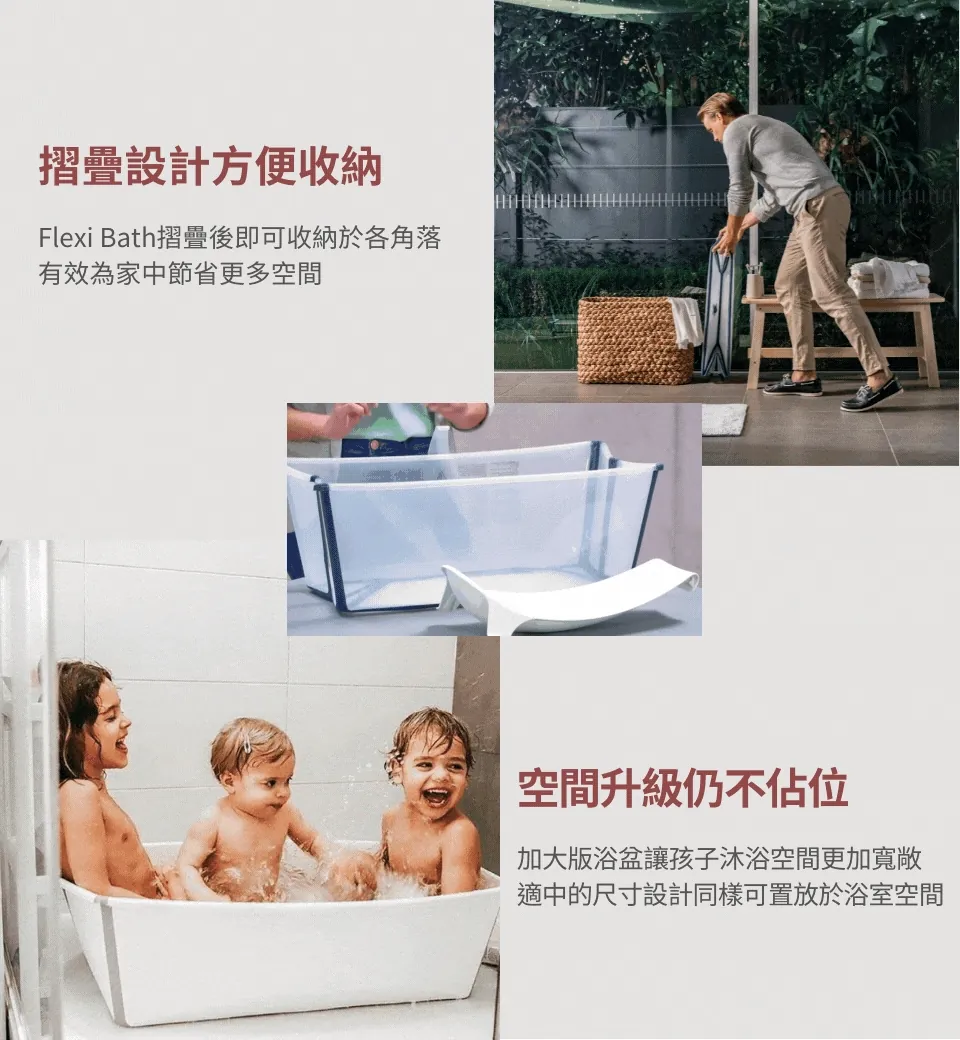 摺疊設計方便收納
Flexi Bath摺疊後即可收納於各角落
有效為家中節省更多空間
空間升級仍不佔位
加大版浴盆讓孩子沐浴空間更加寬敞
適中的尺寸設計同樣可置放於浴室空間